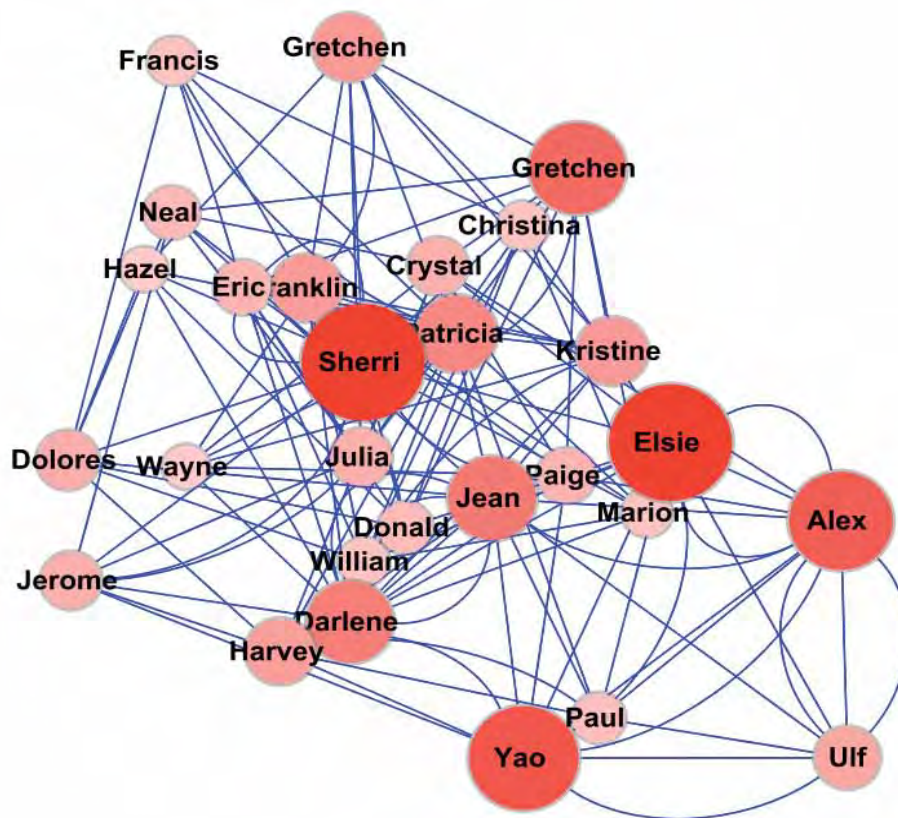 Francis
Gretchen
Gretchen
Neal
Christina
Hazel
Crystal
Eric
ranklin
atricia
Kristine
Sherri
Elsie
Dolores
Wayne
Julia
Paige
Jean
Marion
Alex
Donald
William
Jerome
Darlene
Harvey
Paul
Yao
Ulf